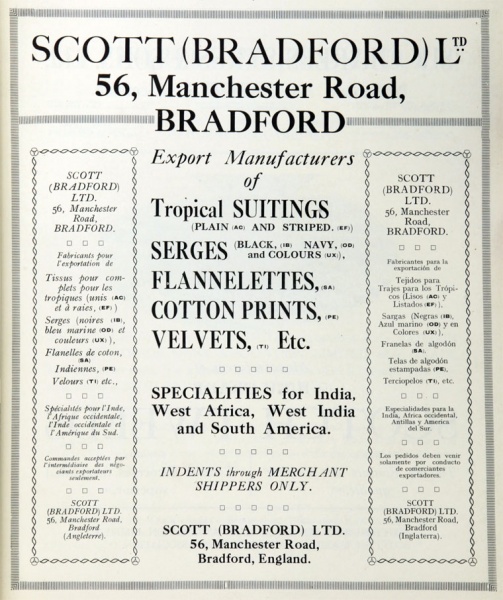 SCOTT (BRADFORD) LTD
56, Manchester Road,
BRADFORD
SCOTT
(BRADFORD)
LTD.
56, Manchester
Road,
BRADFORD.
Fabricants pour
l'exportation de
Tissus pour com-
plets pour les
tropiques (unis (AC)
et à raies, (EF) )
Serges (noires (IB),
bleu marine (OD) et
couleurs (UX) ),
Flanelles de coton,
(SA)
Indiennes, (PE)
Velours (TI) etc.,
Spécialités pour l'Inde,
l'Afrique occidentale,
l'Inde occidentale et
l'Amérique du Sud.
Commandes acceptées par
l'intermédiaire des négo-
ciants exportateurs
seulement.
SCOTT
(BRADFORD) LTD.
56, Manchester Road,
Bradford
(Angleterre).
Export Manufacturers
of
Tropical SUITINGS
(PLAIN (AC) AND STRIPED. (EF) )
SERGES (BLACK, (IB) NAVY, (OD)
and COLOURS (UX) ),
FLANNELETTES, (SA)
COTTON PRINTS, (PE)
VELVETS, (TI) Etc.
SPECIALITIES for India,
West Africa, West India
and South America.
INDENTS through MERCHANT
SHIPPERS ONLY.
SCOTT (BRADFORD) LTD.
56, Manchester Road,
Bradford, England.
SCOTT
(BRADFORD)
LTD.
56, Manchester
Road,
BRADFORD.
Fabricantes para la
exportación de
Tejidos para
Trajes para los Trópi-
cos (Lisos (AC) y
Listados (EF) ),
Sargas (Negras (IB),
Azul marino (OD) y en
Colores (UX) ),
Franelas de algodón
(SA),
Telas de algodón
estampadas (PE),
Terciopelos (TI), etc.
Especialidades para la
India, Africa occidental,
Antillas y America
del Sur.
Los pedidos deben venir
solamente por conducto
de comerciantes
exportadores.
SCOTT
(BRADFORD) LTD.
56, Manchester Road,
Bradford
(Inglaterra).